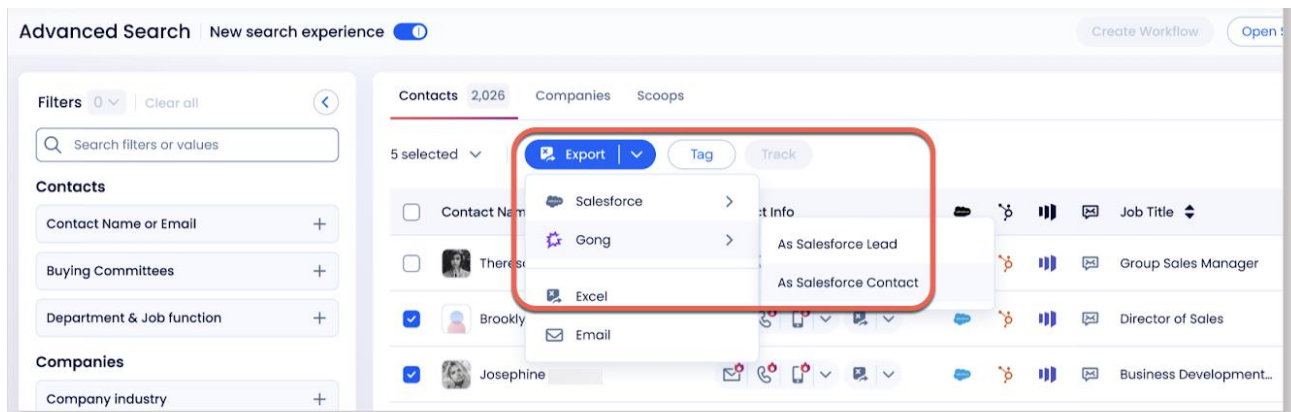 Advanced Search New search experience Create Workflow Open
Filters 0 Clear all
Search filters or values
Contacts
Contact Name or Email
Buying Committees
Department & Job function
Companies
Company industry
Contacts 2,026 Companies Scoops
5 selected Export Tag Track
Contact Nam t Info Job Title
Salesforce
Gong
Excel
Email
As Salesforce Lead
As Salesforce Contact
Theres Group Sales Manager
Brookly Director of Sales
Josephine Business Development...